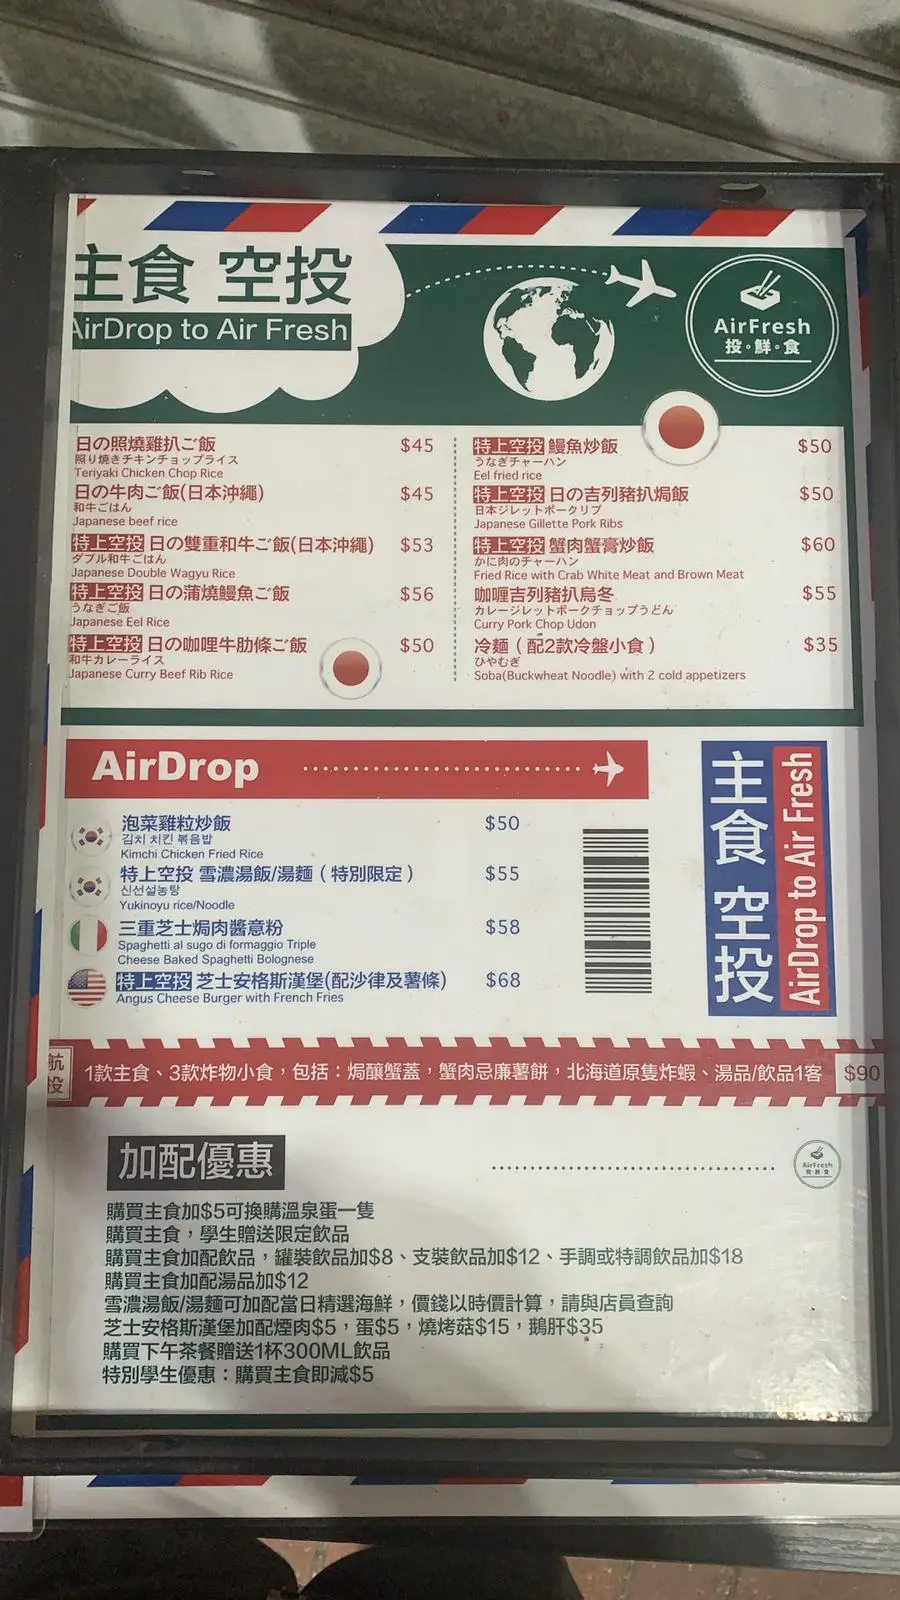 主食 空投
AirDrop to Air Fresh
AirFresh
投。鮮。食
日の照燒雞扒ご飯 $45
照り焼きチキンチョップライス
Teriyaki Chicken Chop Rice
日の牛肉ご飯(日本沖繩) $45
和牛ごはん
Japanese beef rice
特上空投 日の雙重和牛ご飯(日本沖繩) $53
ダブル和牛ごはん
Japanese Double Wagyu Rice
特上空投 日の蒲燒鰻魚ご飯 $56
うなぎご飯
Japanese Eel Rice
特上空投 日の咖哩牛肋條ご飯 $50
和牛カレーライス
Japanese Curry Beef Rib Rice
特上空投 鰻魚炒飯 $50
うなぎチャーハン
Eel fried rice
特上空投 日の吉列豬扒焗飯 $50
日本ジレットポークリブ
Japanese Gillette Pork Ribs
特上空投 蟹肉蟹膏炒飯 $60
かに肉のチャーハン
Fried Rice with Crab White Meat and Brown Meat
咖喱吉列豬扒烏冬 $55
カレージレットポークチョップうどん
Curry Pork Chop Udon
冷麵（配2款冷盤小食） $35
ひやむぎ
Soba(Buckwheat Noodle) with 2 cold appetizers
AirDrop
泡菜雞粒炒飯 $50
김치 치킨 볶음밥
Kimchi Chicken Fried Rice
特上空投 雪濃湯飯/湯麵（特別限定） $55
신선설농탕
Yukinoyu rice/Noodle
三重芝士焗肉醬意粉 $58
Spaghetti al sugo di formaggio Triple
Cheese Baked Spaghetti Bolognese
特上空投 芝士安格斯漢堡(配沙律及薯條) $68
Angus Cheese Burger with French Fries
主食 空投
AirDrop to Air Fresh
航投 1款主食、3款炸物小食，包括：焗釀蟹蓋，蟹肉忌廉薯餅，北海道原隻炸蝦、湯品/飲品1客 $90
加配優惠
AirFresh
投。鮮。食
購買主食加$5可換購溫泉蛋一隻
購買主食，學生贈送限定飲品
購買主食加配飲品，罐裝飲品加$8、支裝飲品加$12、手調或特調飲品加$18
購買主食加配湯品加$12
雪濃湯飯/湯麵可加配當日精選海鮮，價錢以時價計算，請與店員查詢
芝士安格斯漢堡加配煙肉$5，蛋$5，燒烤菇$15，鵝肝$35
購買下午茶餐贈送1杯300ML飲品
特別學生優惠：購買主食即減$5